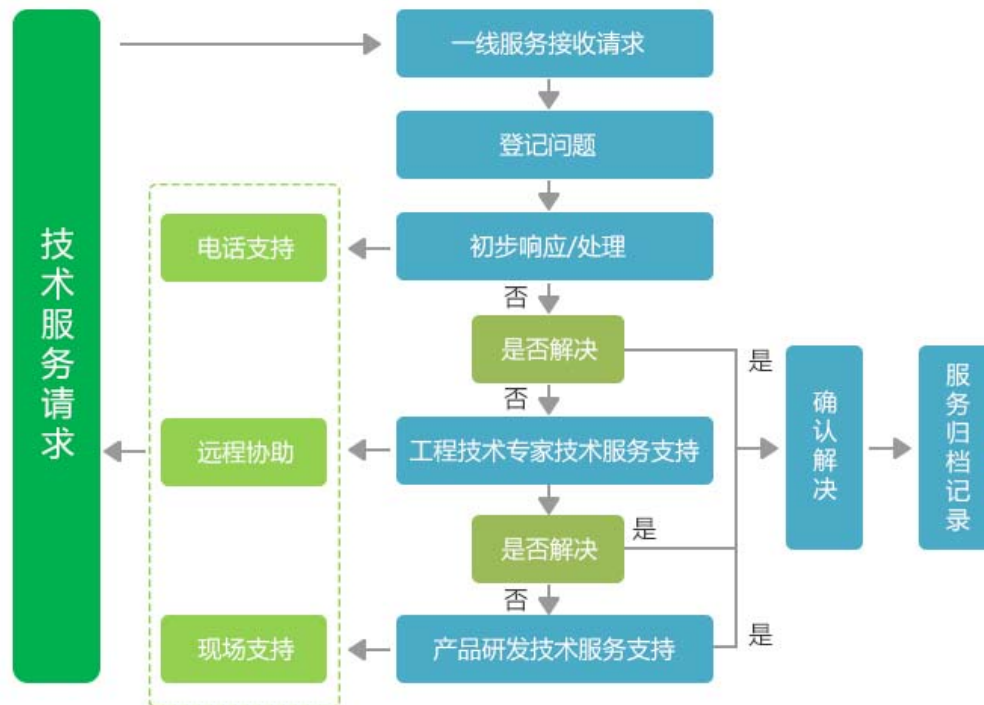 技术服务请求
一线服务接收请求
登记问题
初步响应/处理
电话支持
否
是否解决
是
否
工程技术专家技术服务支持
远程协助
确认解决
服务归档记录
是否解决
是
否
产品研发技术服务支持
是
现场支持